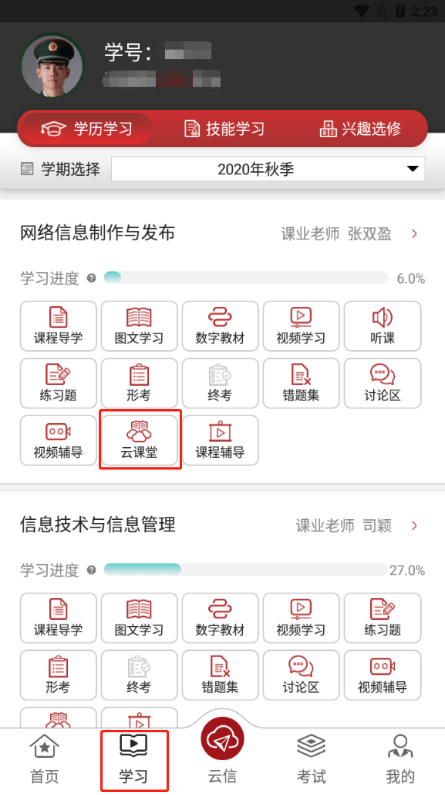 2:23
学号:
学历学习 技能学习 兴趣选修
学期选择 2020年秋季
网络信息制作与发布 课业老师 张双盈
学习进度 6.0%
课程导学 图文学习 数字教材 视频学习 听课
练习题 形考 终考 错题集 讨论区
视频辅导 云课堂 课程辅导
信息技术与信息管理 课业老师 司颖
学习进度 27.0%
课程导学 图文学习 数字教材 视频学习 练习题
形考 终考 错题集 讨论区 视频辅导
首页 学习 云信 考试 我的